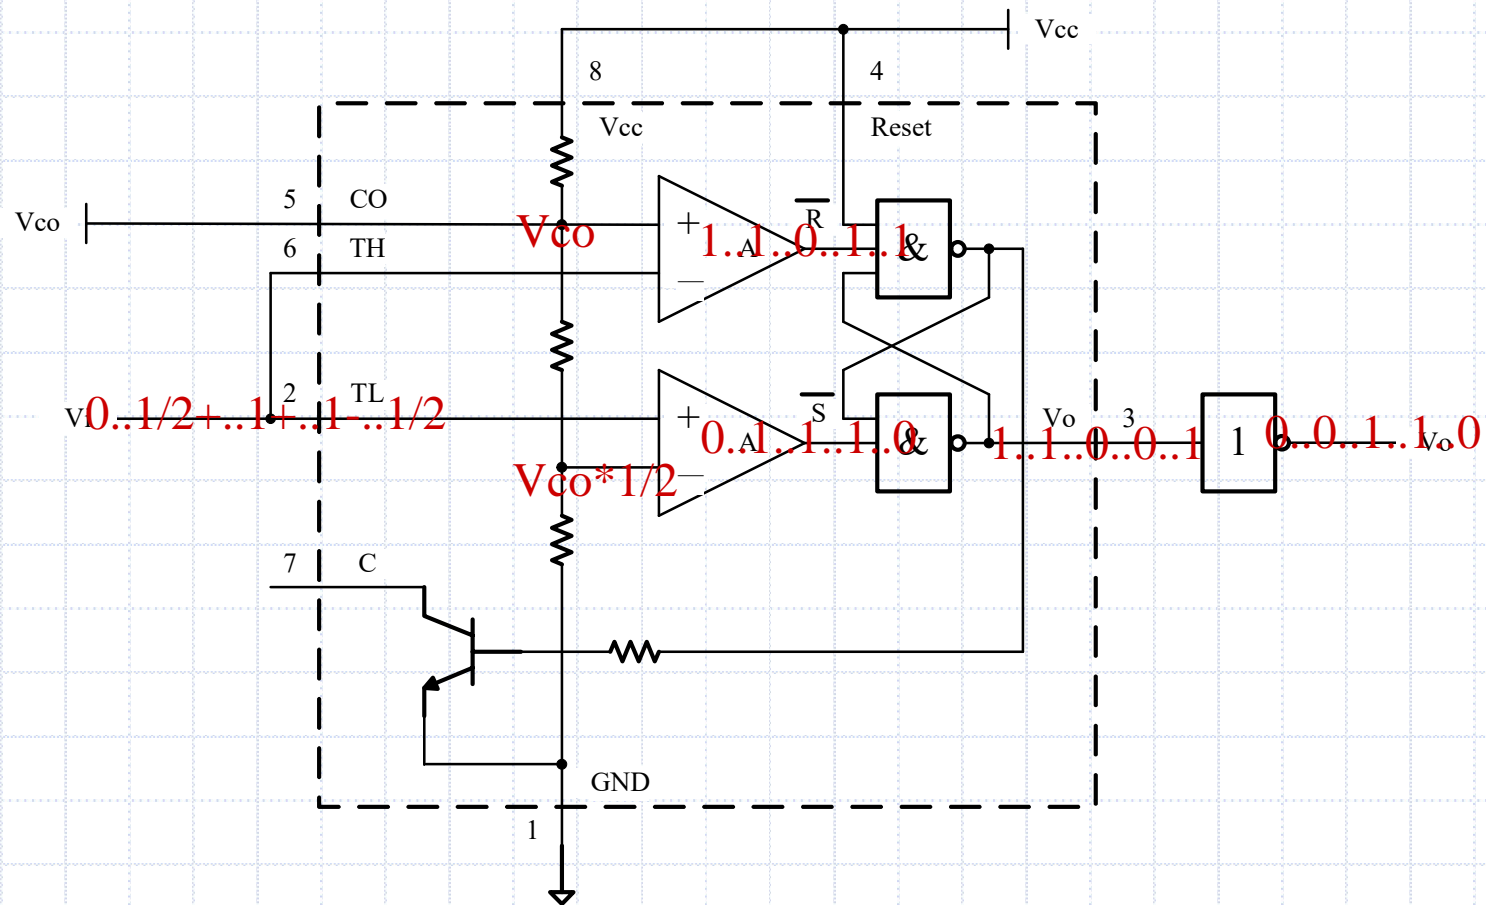 Vcc
8
4
Vcc
Reset
5
CO
Vco
Vco
+
R
6
TH
1..1..0..1..1
A
&
—
2
TL
Vi
0..1/2+..1+..1-..1/2
+
S
Vo
3
0..1..1..1..0
A
&
1..1..0..0..1
1
0..0..1..1..0
Vo
Vco*1/2
—
7
C
GND
1